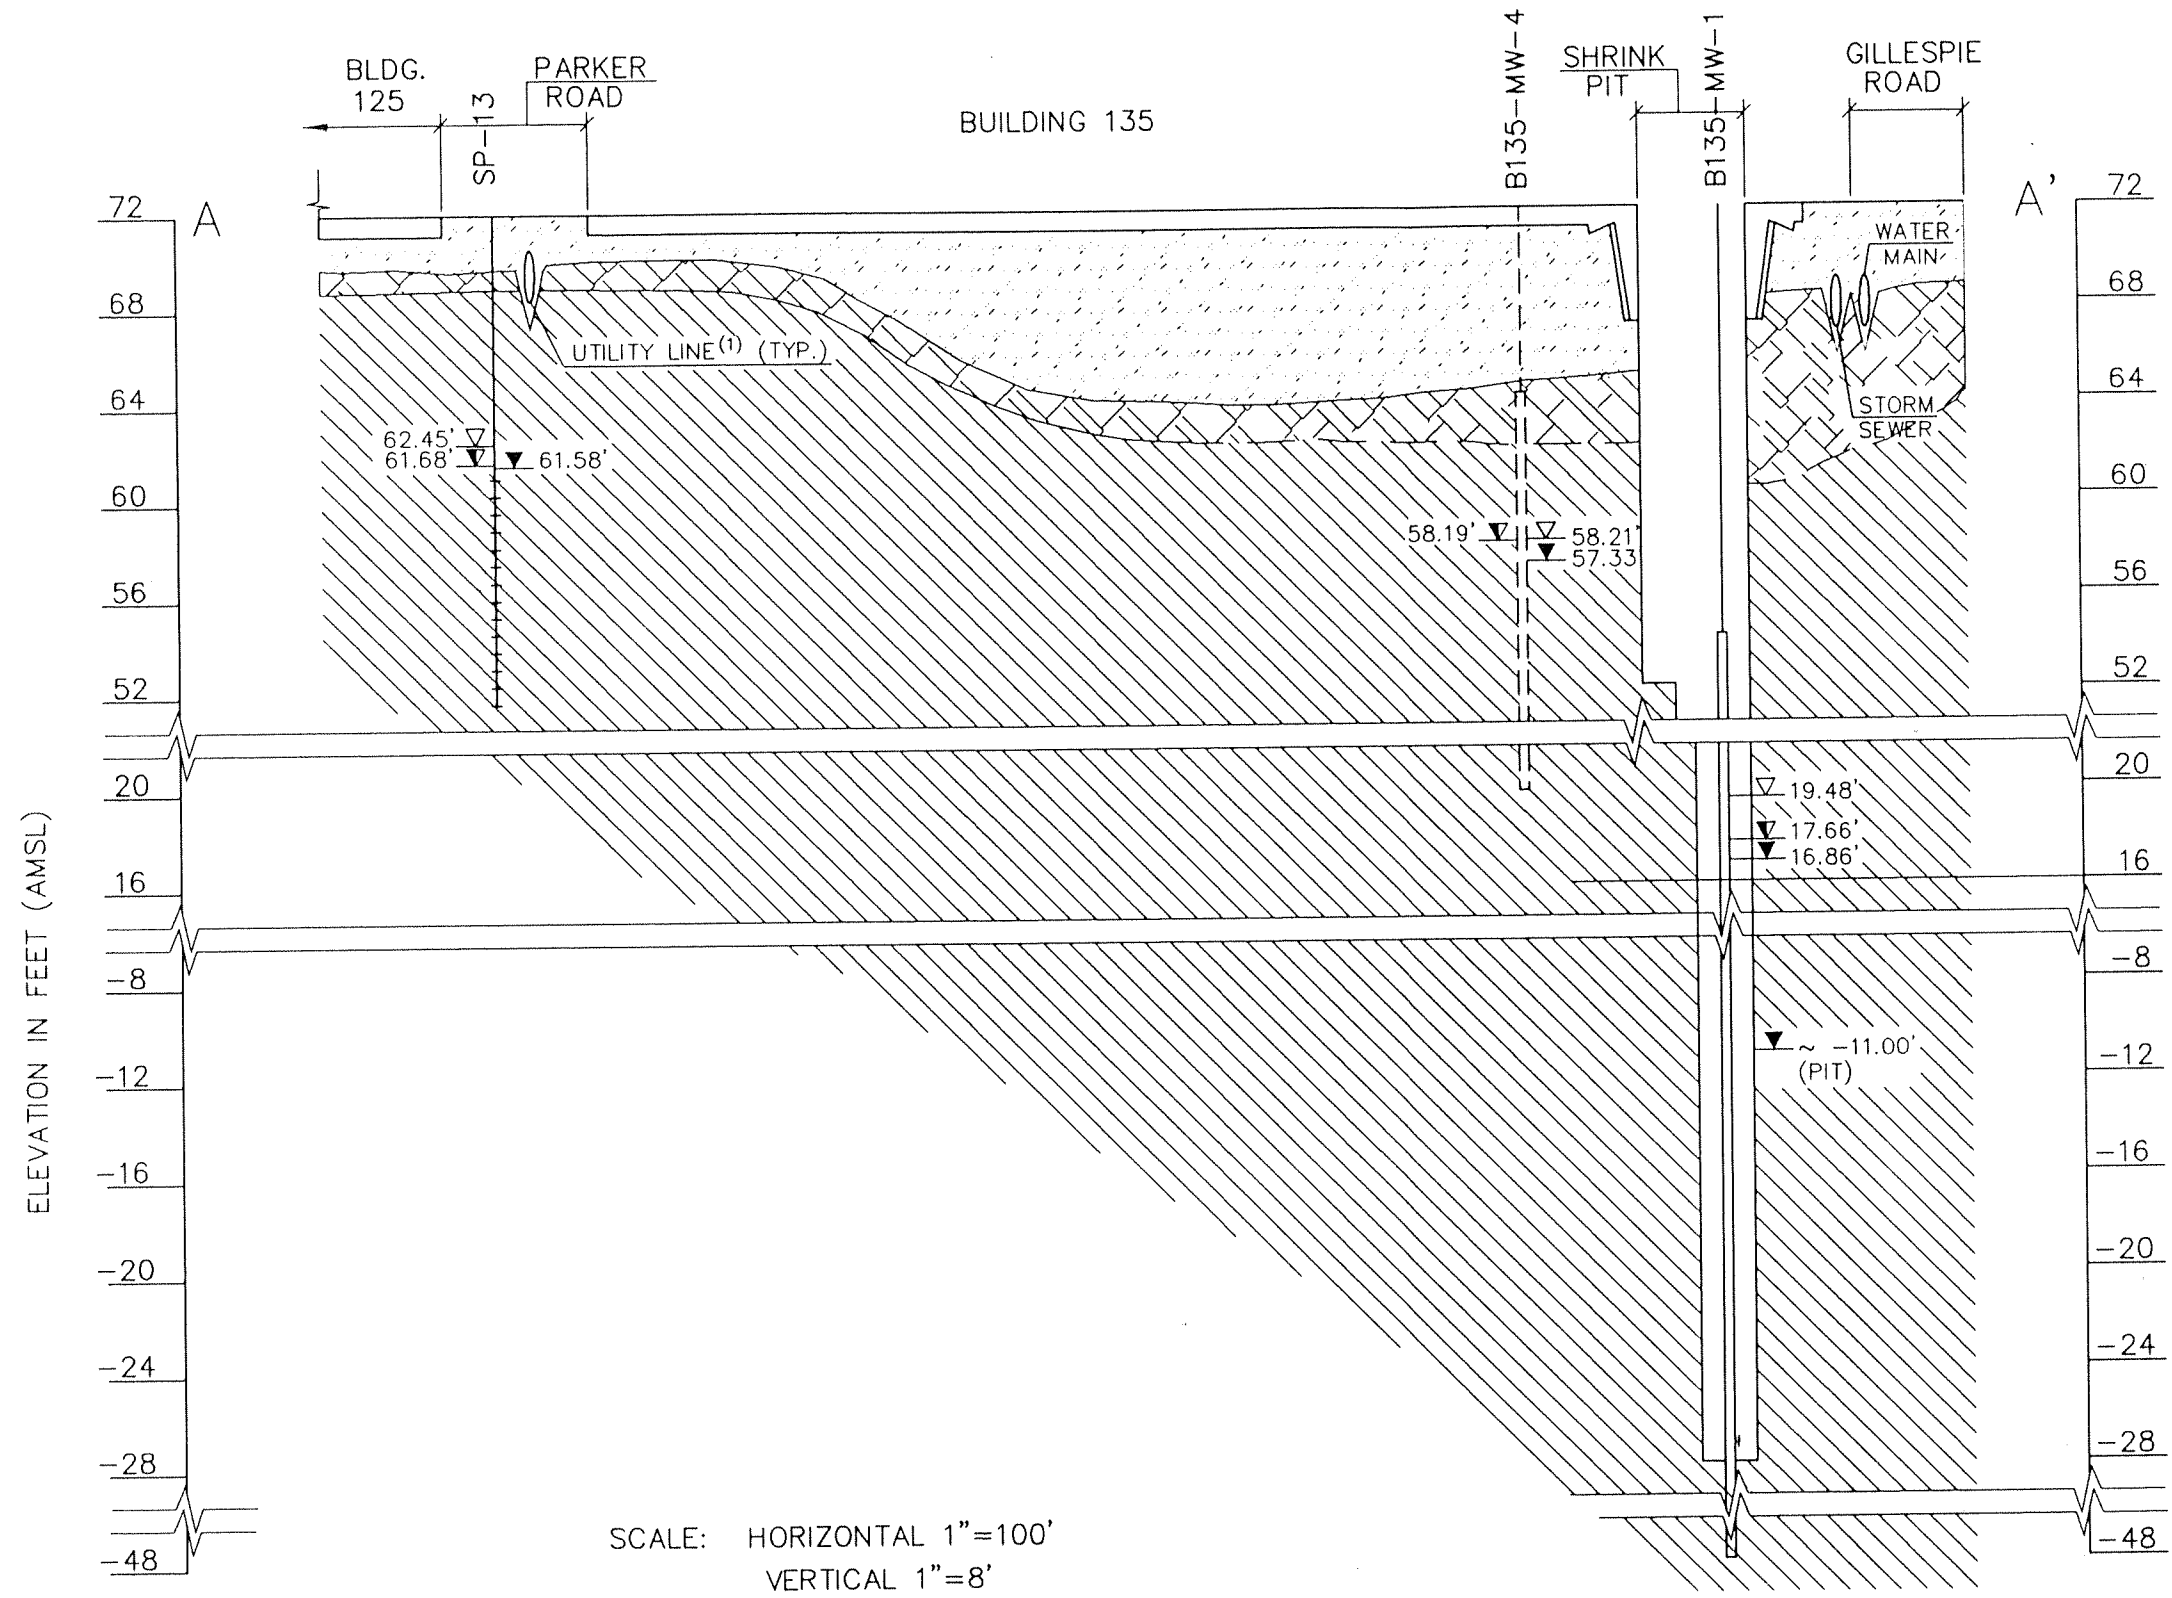 BLDG.
125
PARKER
ROAD
SP-13
BUILDING 135
B135-MW-4
SHRINK
PIT
B135-MW-1
GILLESPIE
ROAD
A
A'
72
68
64
60
56
52
20
16
-8
-12
-16
-20
-24
-28
-48
72
68
64
60
56
52
20
16
-8
-12
-16
-20
-24
-28
-48
ELEVATION IN FEET (AMSL)
WATER
MAIN
UTILITY LINE(1) (TYP.)
STORM
SEWER
62.45'
61.68'
61.58'
58.19'
58.21'
57.33
19.48'
17.66'
16.86'
~ -11.00'
(PIT)
SCALE: HORIZONTAL 1"=100'
VERTICAL 1"=8'